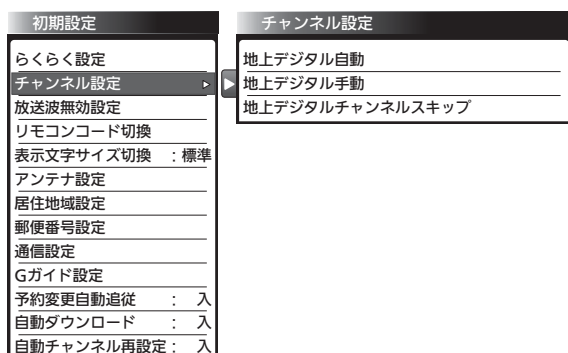 初期設定
らくらく設定
チャンネル設定
放送波無効設定
リモコンコード切換
表示文字サイズ切換 : 標準
アンテナ設定
居住地域設定
郵便番号設定
通信設定
Gガイド設定
予約変更自動追従 : 入
自動ダウンロード : 入
自動チャンネル再設定 : 入
チャンネル設定
地上デジタル自動
地上デジタル手動
地上デジタルチャンネルスキップ